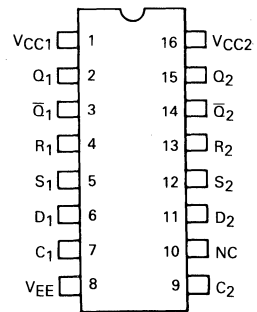 VCC1 1 16 VCC2
Q1 2 15 Q2
Q̅1 3 14 Q̅2
R1 4 13 R2
S1 5 12 S2
D1 6 11 D2
C1 7 10 NC
VEE 8 9 C2